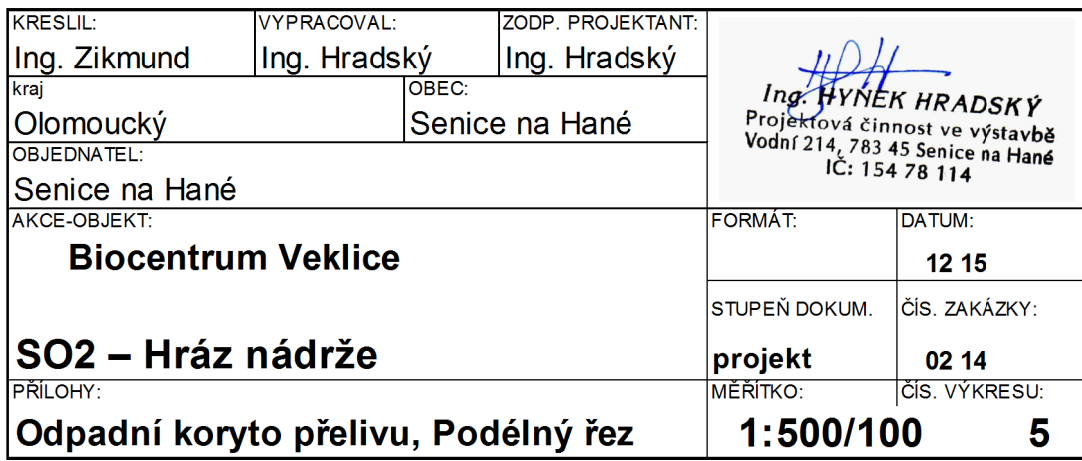 KRESLIL: VYPRACOVAL: ZODP. PROJEKTANT:
Ing. Zikmund Ing. Hradský Ing. Hradský
kraj OBEC:
Olomoucký Senice na Hané
OBJEDNATEL:
Senice na Hané
Ing. HYNEK HRADSKÝ
Projektová činnost ve výstavbě
Vodní 214, 783 45 Senice na Hané
IČ: 154 78 114
AKCE-OBJEKT: FORMÁT: DATUM:
Biocentrum Veklice 12 15
STUPEŇ DOKUM. ČÍS. ZAKÁZKY:
SO2 – Hráz nádrže projekt 02 14
PŘÍLOHY: MĚŘÍTKO: ČÍS. VÝKRESU:
Odpadní koryto přelivu, Podélný řez 1:500/100 5